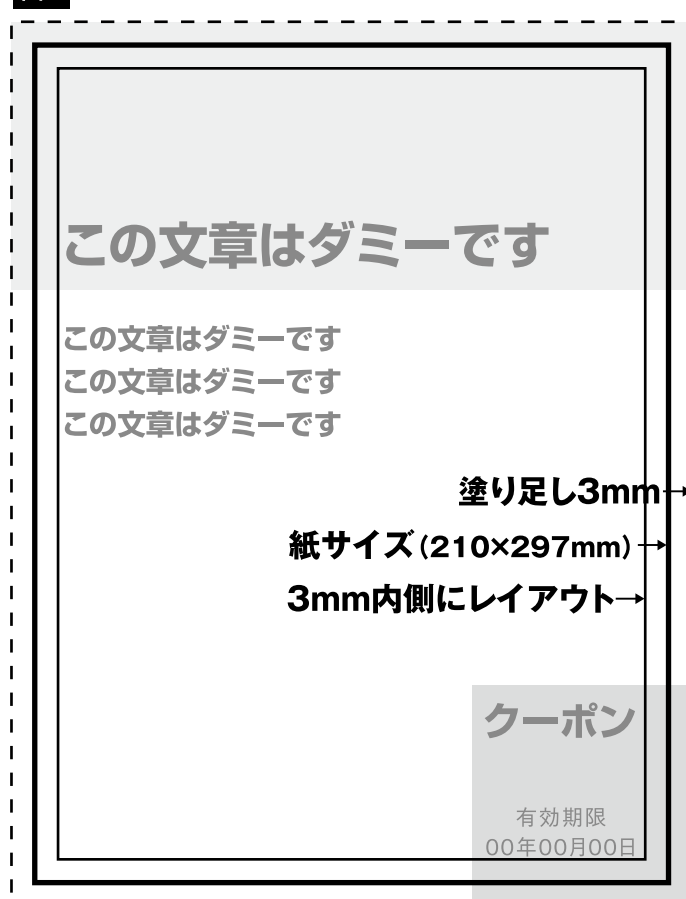 この文章はダミーです
この文章はダミーです
この文章はダミーです
この文章はダミーです
塗り足し3mm→
紙サイズ(210×297mm)→
3mm内側にレイアウト→
クーポン
有効期限
00年00月00日